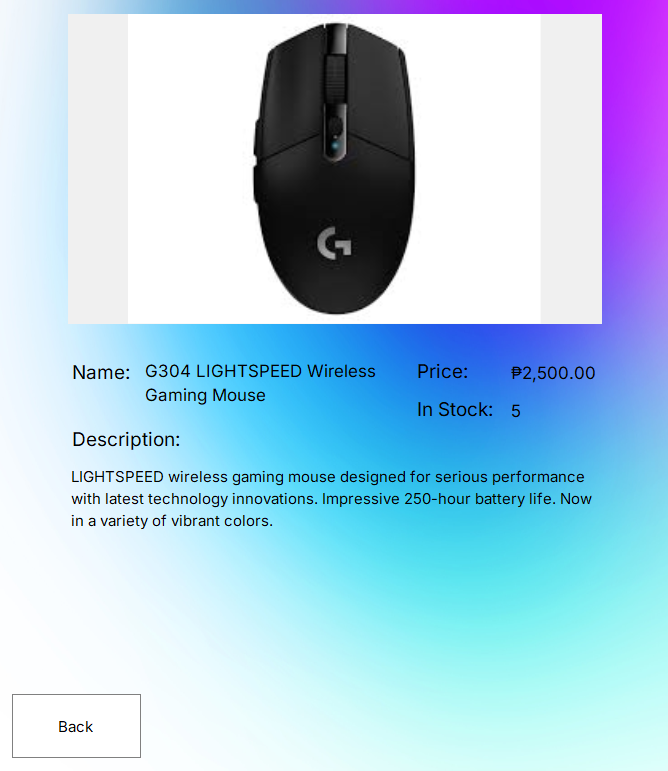 G
Name: G304 LIGHTSPEED Wireless
Gaming Mouse
Price: ₱2,500.00
In Stock: 5
Description:
LIGHTSPEED wireless gaming mouse designed for serious performance
with latest technology innovations. Impressive 250-hour battery life. Now
in a variety of vibrant colors.
Back